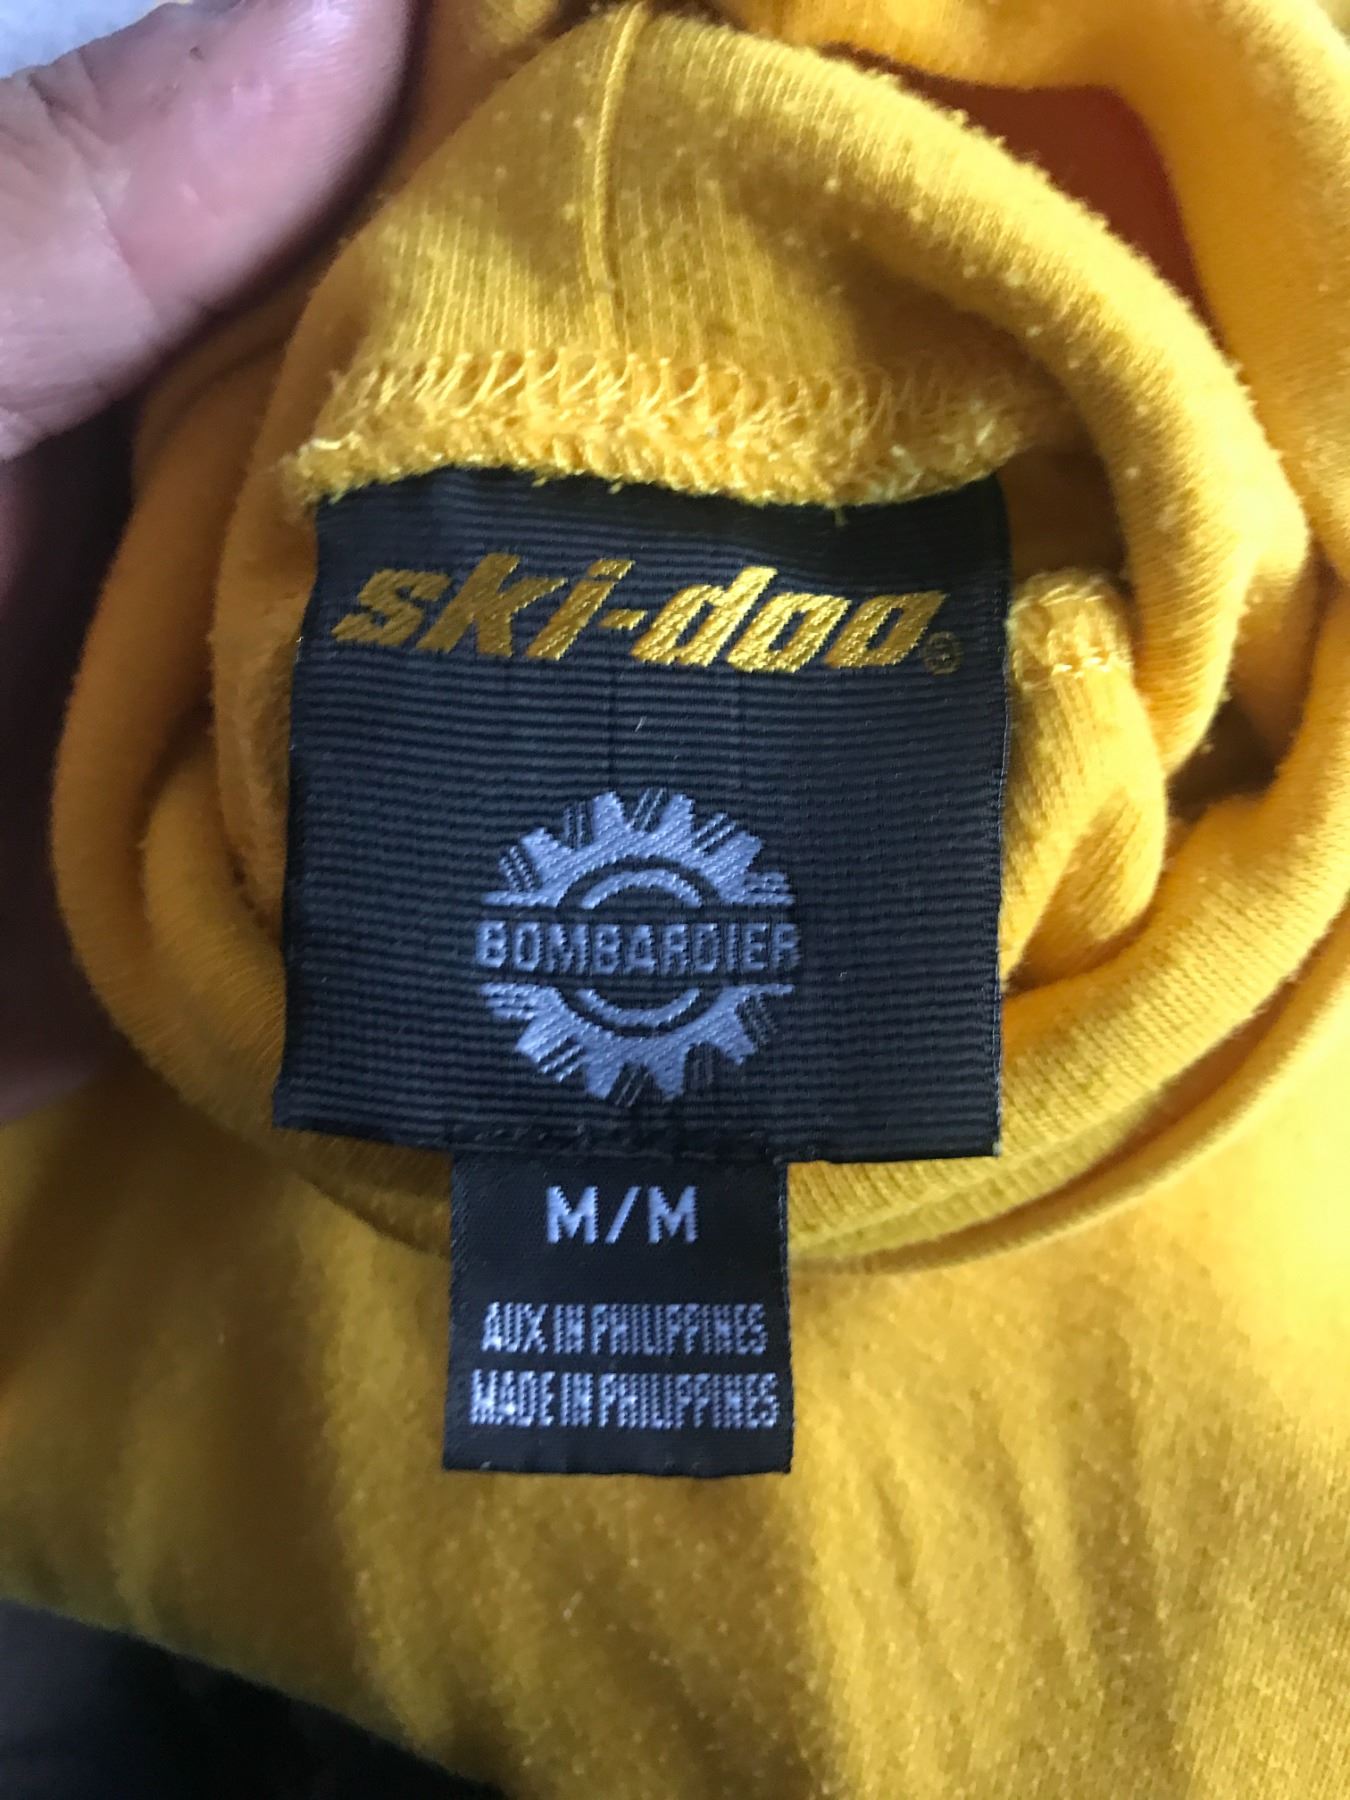 ski-doo®
BOMBARDIER
M/M
AUX IN PHILIPPINES
MADE IN PHILIPPINES